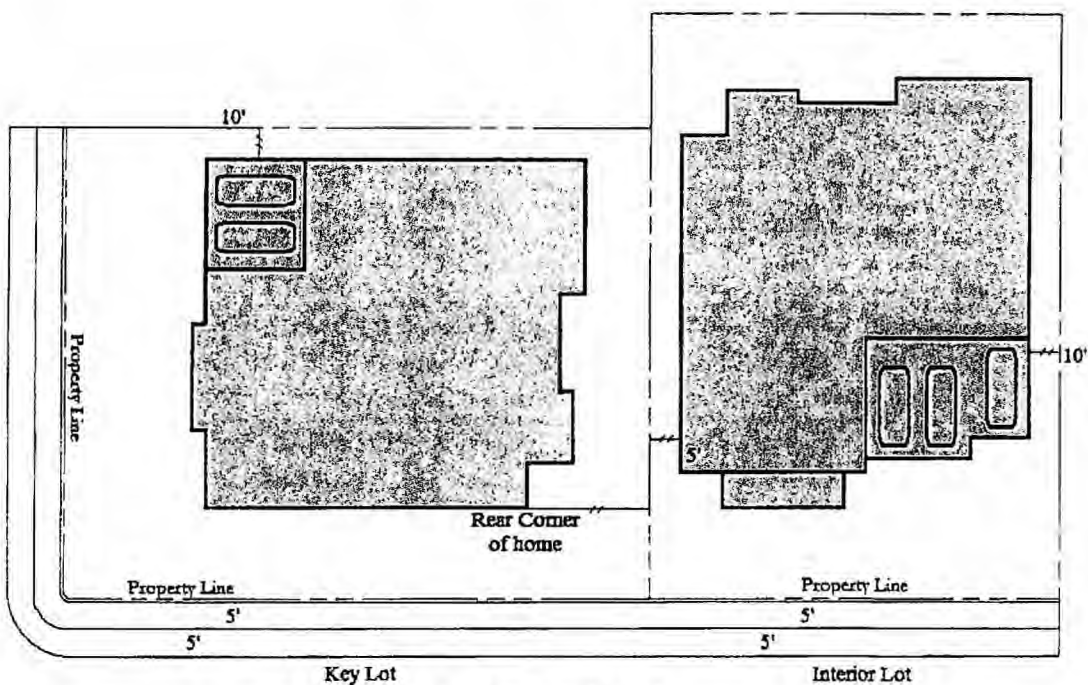 10'
Property Line
10'
5'
Rear Corner
of home
Property Line
Property Line
5'
5'
5'
5'
Key Lot
Interior Lot